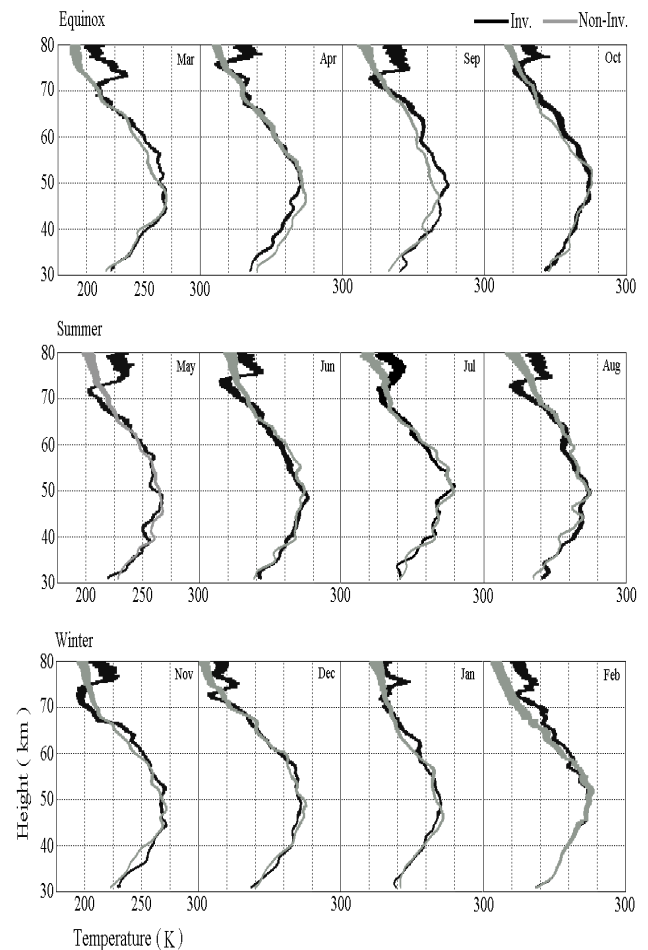 Equinox
Inv. Non-Inv.
80
70
60
50
40
30
Mar Apr Sep Oct
200 250 300 300 300 300
Summer
80
70
60
50
40
30
May Jun Jul Aug
200 250 300 300 300 300
Winter
80
70
60
50
40
30
Nov Dec Jan Feb
200 250 300 300 300 300
Height ( km )
Temperature ( K )